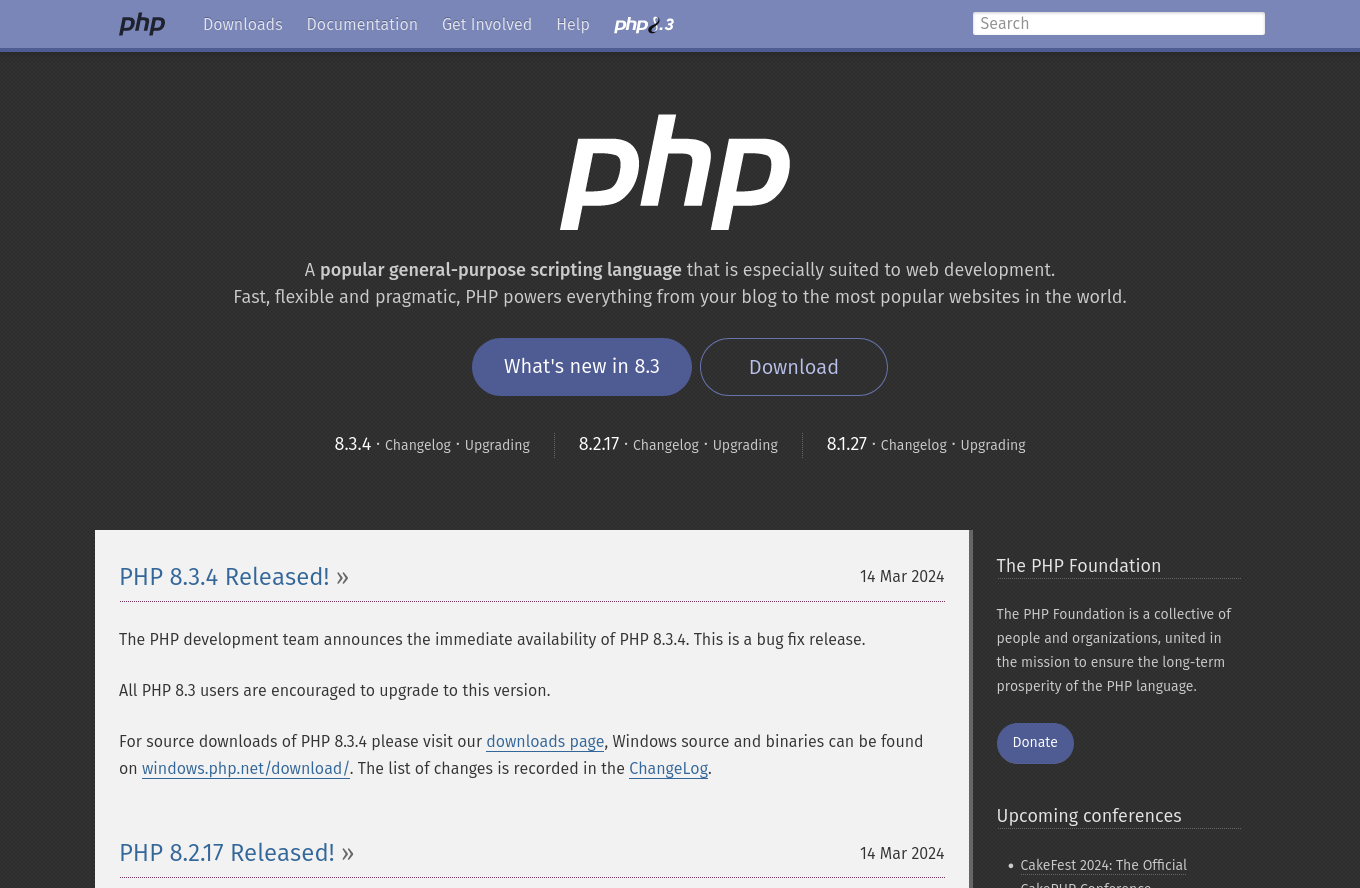 php Downloads Documentation Get Involved Help php8.3 Search
php
A popular general-purpose scripting language that is especially suited to web development.
Fast, flexible and pragmatic, PHP powers everything from your blog to the most popular websites in the world.
What's new in 8.3 Download
8.3.4 · Changelog · Upgrading 8.2.17 · Changelog · Upgrading 8.1.27 · Changelog · Upgrading
PHP 8.3.4 Released! » 14 Mar 2024
The PHP development team announces the immediate availability of PHP 8.3.4. This is a bug fix release.
All PHP 8.3 users are encouraged to upgrade to this version.
For source downloads of PHP 8.3.4 please visit our downloads page, Windows source and binaries can be found
on windows.php.net/download/. The list of changes is recorded in the ChangeLog.
PHP 8.2.17 Released! » 14 Mar 2024
The PHP Foundation
The PHP Foundation is a collective of
people and organizations, united in
the mission to ensure the long-term
prosperity of the PHP language.
Donate
Upcoming conferences
• CakeFest 2024: The Official
CakePHP Conference